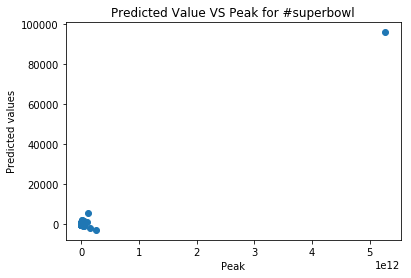 Predicted Value VS Peak for #superbowl
100000
80000
60000
40000
20000
0
Predicted values
0 1 2 3 4 5
1e12
Peak